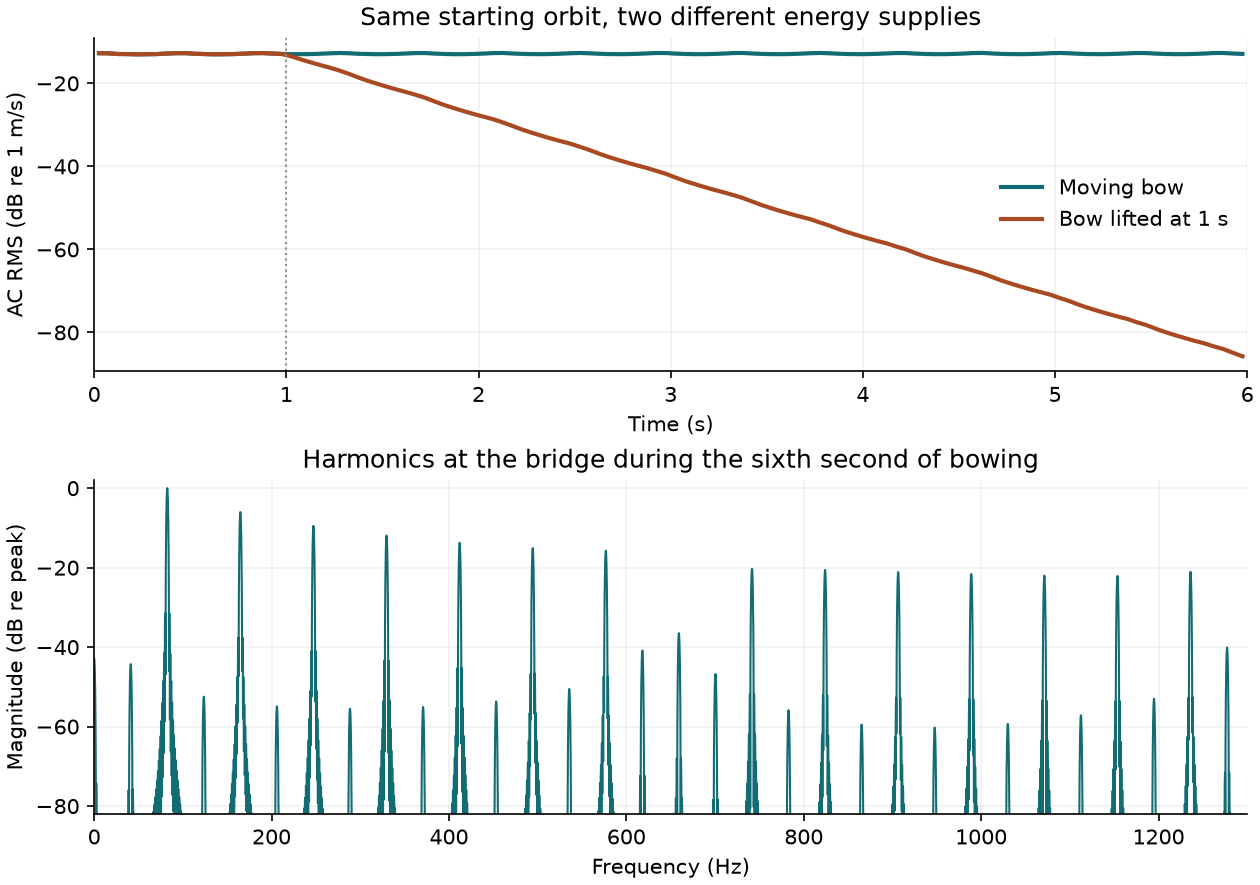 Same starting orbit, two different energy supplies
AC RMS (dB re 1 m/s)
−20
−40
−60
−80
Moving bow
Bow lifted at 1 s
0 1 2 3 4 5 6
Time (s)
Harmonics at the bridge during the sixth second of bowing
Magnitude (dB re peak)
0
−20
−40
−60
−80
0 200 400 600 800 1000 1200
Frequency (Hz)